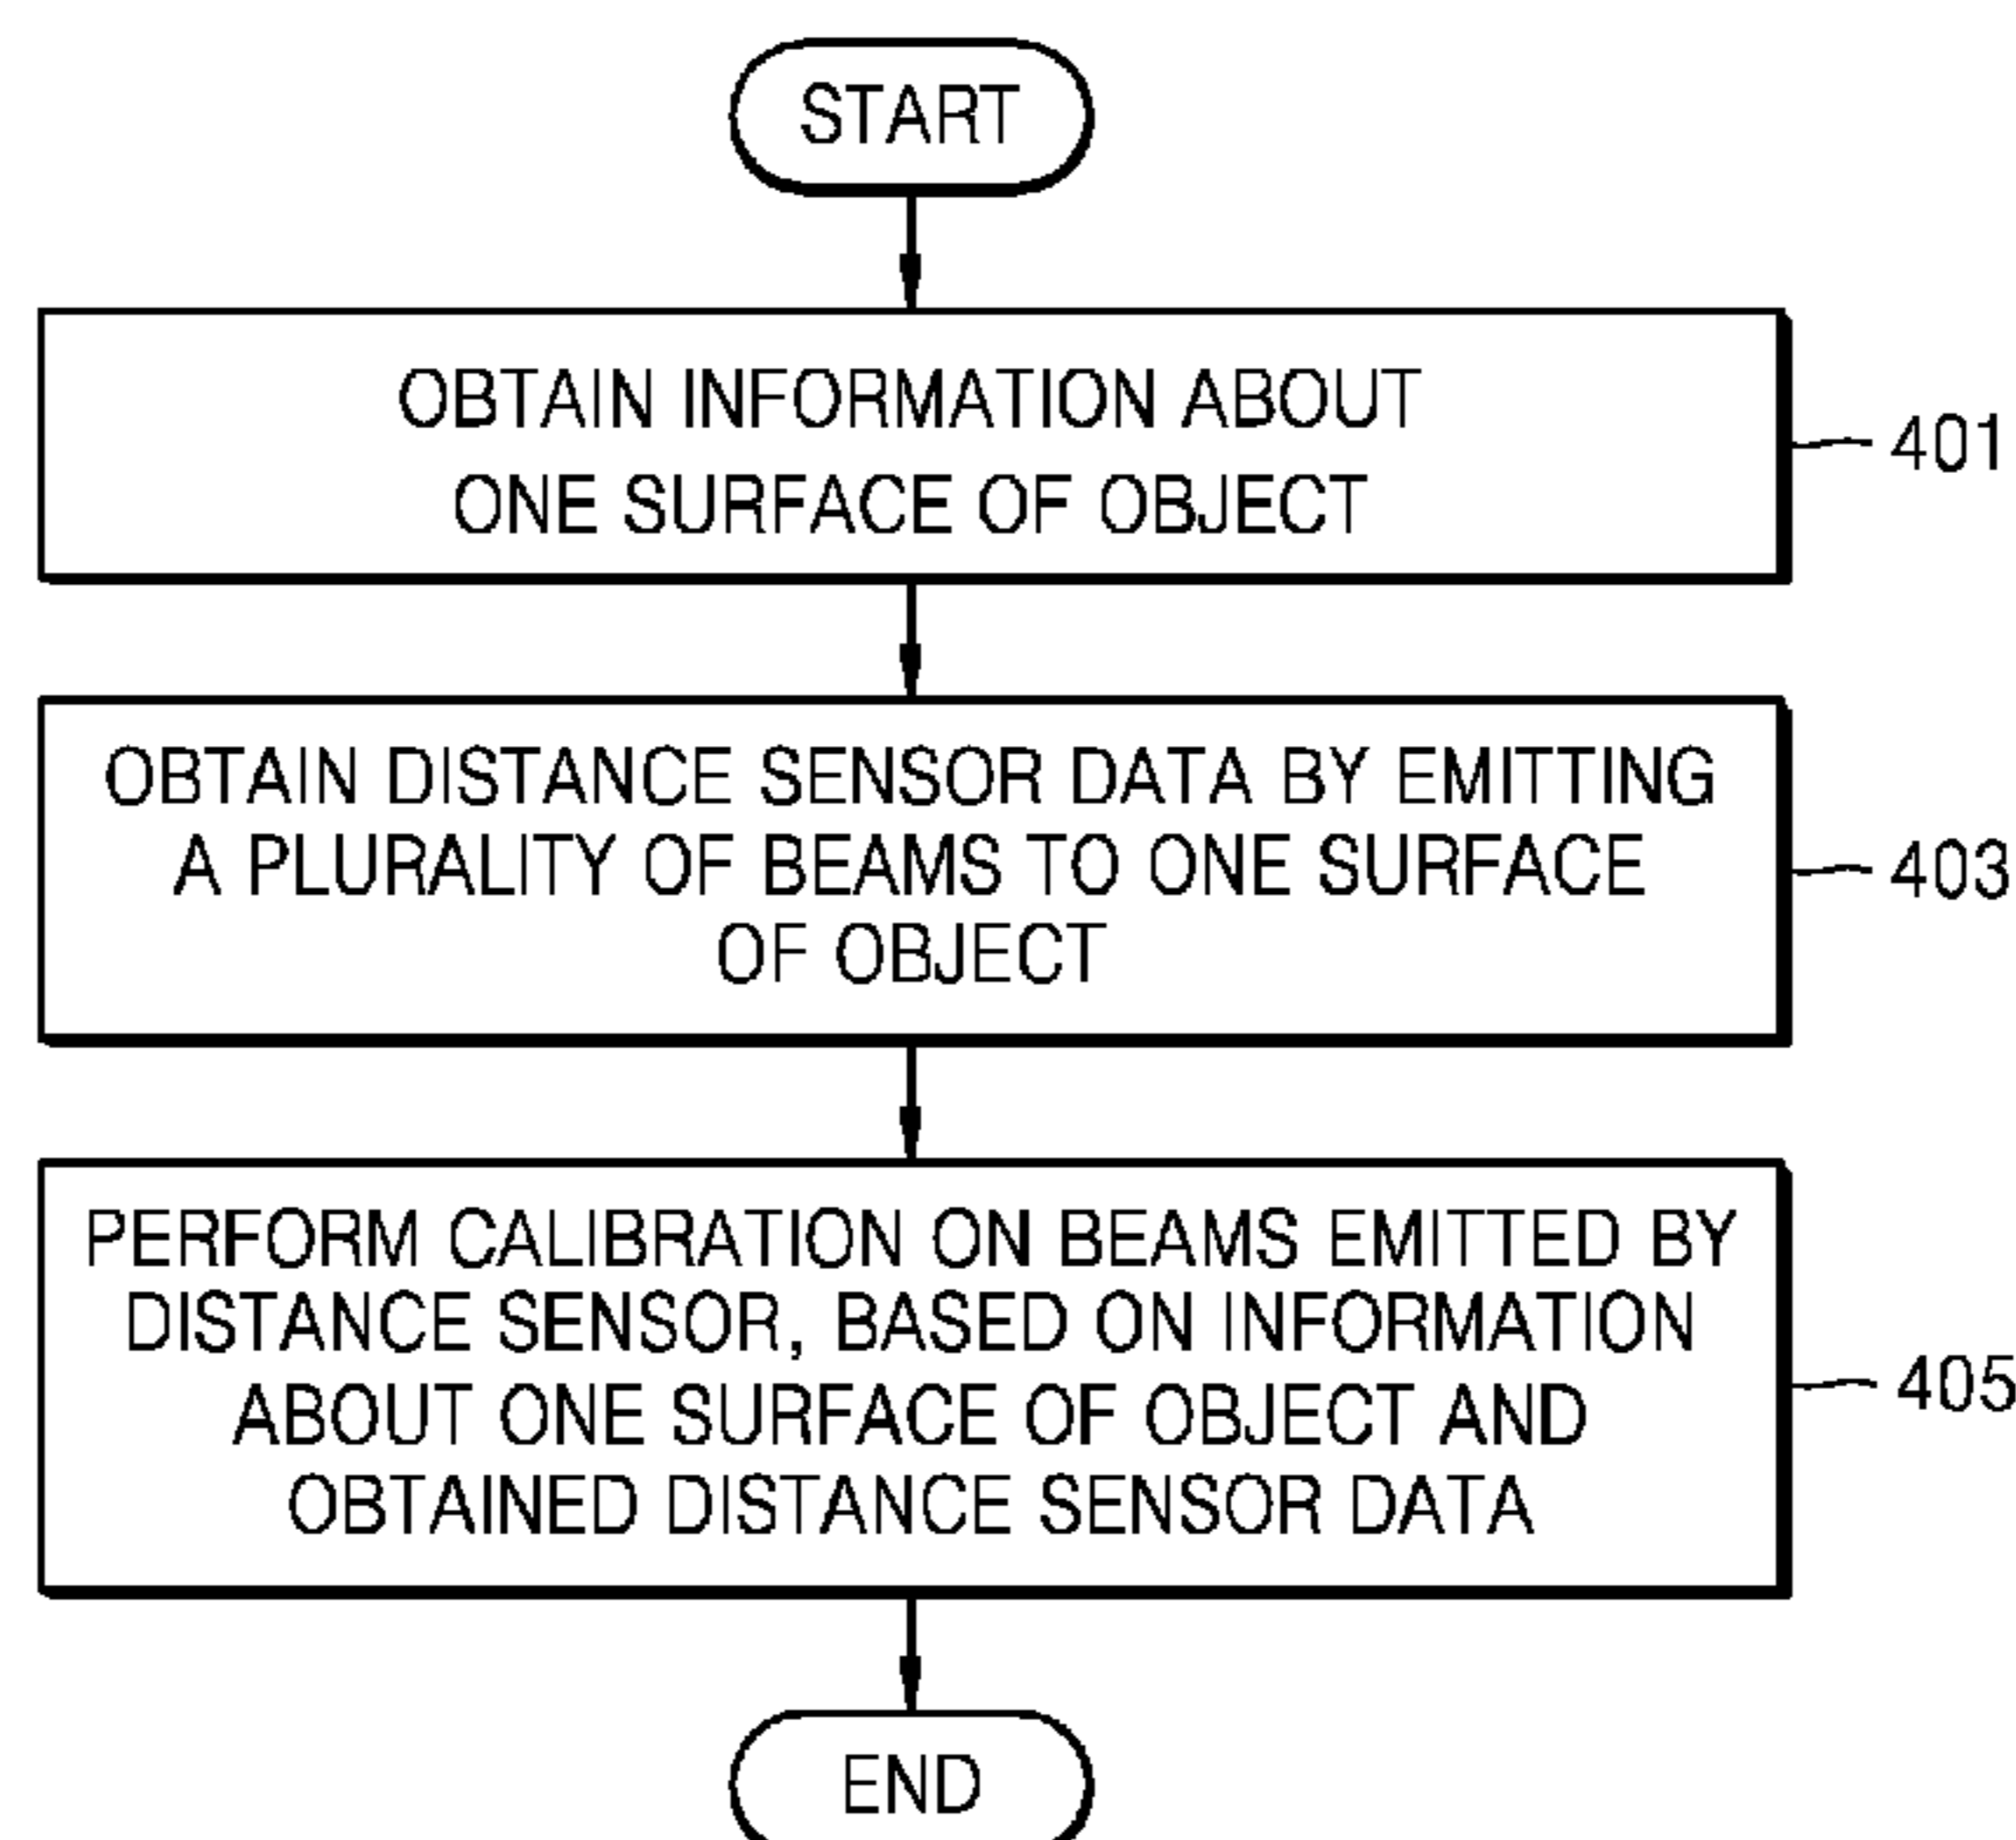 START
OBTAIN INFORMATION ABOUT
ONE SURFACE OF OBJECT
401
OBTAIN DISTANCE SENSOR DATA BY EMITTING
A PLURALITY OF BEAMS TO ONE SURFACE
OF OBJECT
403
PERFORM CALIBRATION ON BEAMS EMITTED BY
DISTANCE SENSOR, BASED ON INFORMATION
ABOUT ONE SURFACE OF OBJECT AND
OBTAINED DISTANCE SENSOR DATA
405
END